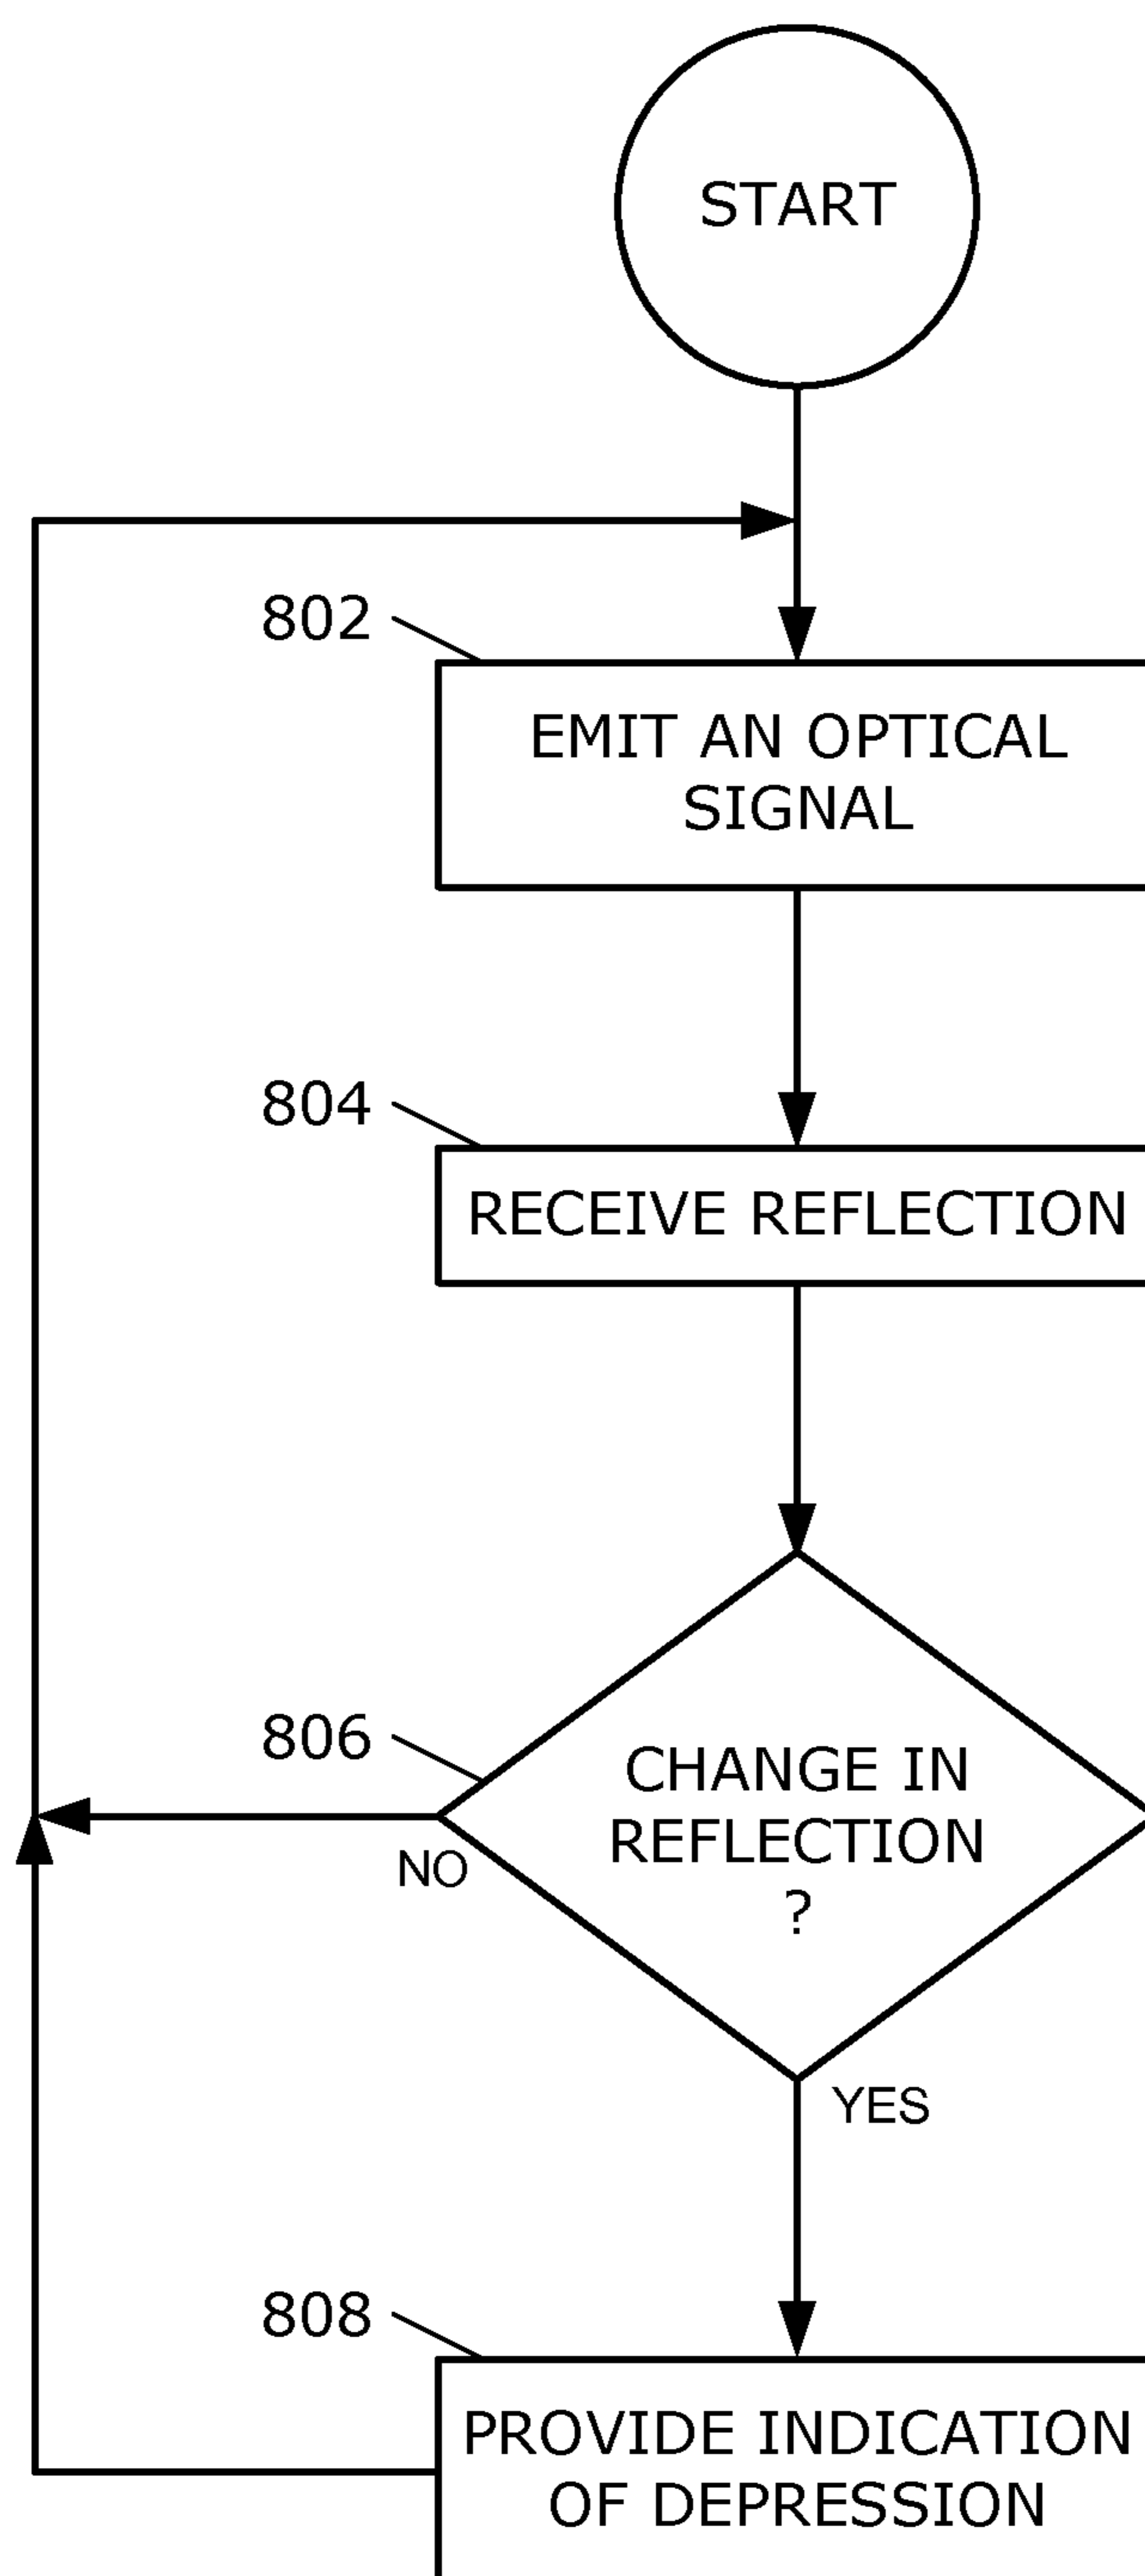 START
802
EMIT AN OPTICAL
SIGNAL
804
RECEIVE REFLECTION
806
CHANGE IN
REFLECTION
?
NO
YES
808
PROVIDE INDICATION
OF DEPRESSION